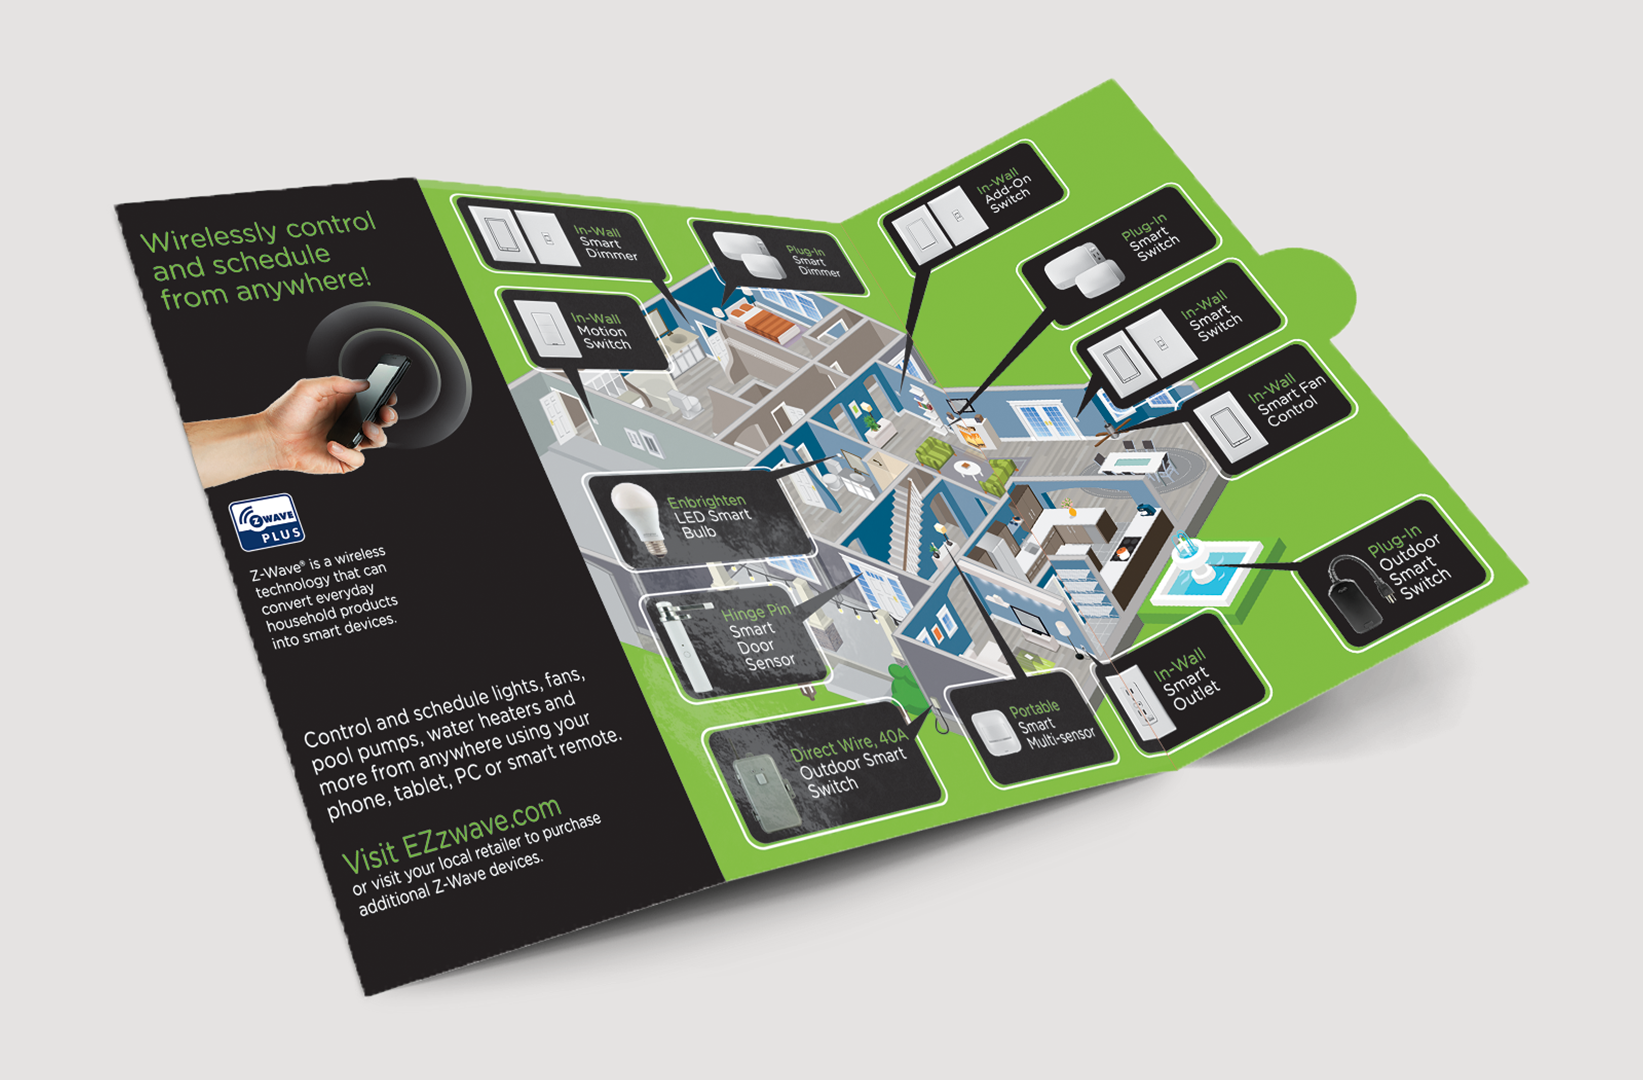 Wirelessly control
and schedule
from anywhere!
Z WAVE
PLUS
Z-Wave® is a wireless
technology that can
convert everyday
household products
into smart devices.
Control and schedule lights, fans,
pool pumps, water heaters and
more from anywhere using your
phone, tablet, PC or smart remote.
Visit EZzwave.com
or visit your local retailer to purchase
additional Z-Wave devices.
In-Wall
Smart
Dimmer
Plug-In
Smart
Dimmer
In-Wall
Motion
Switch
Enbrighten
LED Smart
Bulb
Hinge Pin
Smart
Door
Sensor
Direct Wire, 40A
Outdoor Smart
Switch
In-Wall
Add-On
Switch
Plug-In
Smart
Switch
In-Wall
Smart
Switch
In-Wall
Smart Fan
Control
Plug-In
Outdoor
Smart
Switch
In-Wall
Smart
Outlet
Portable
Smart
Multi-sensor